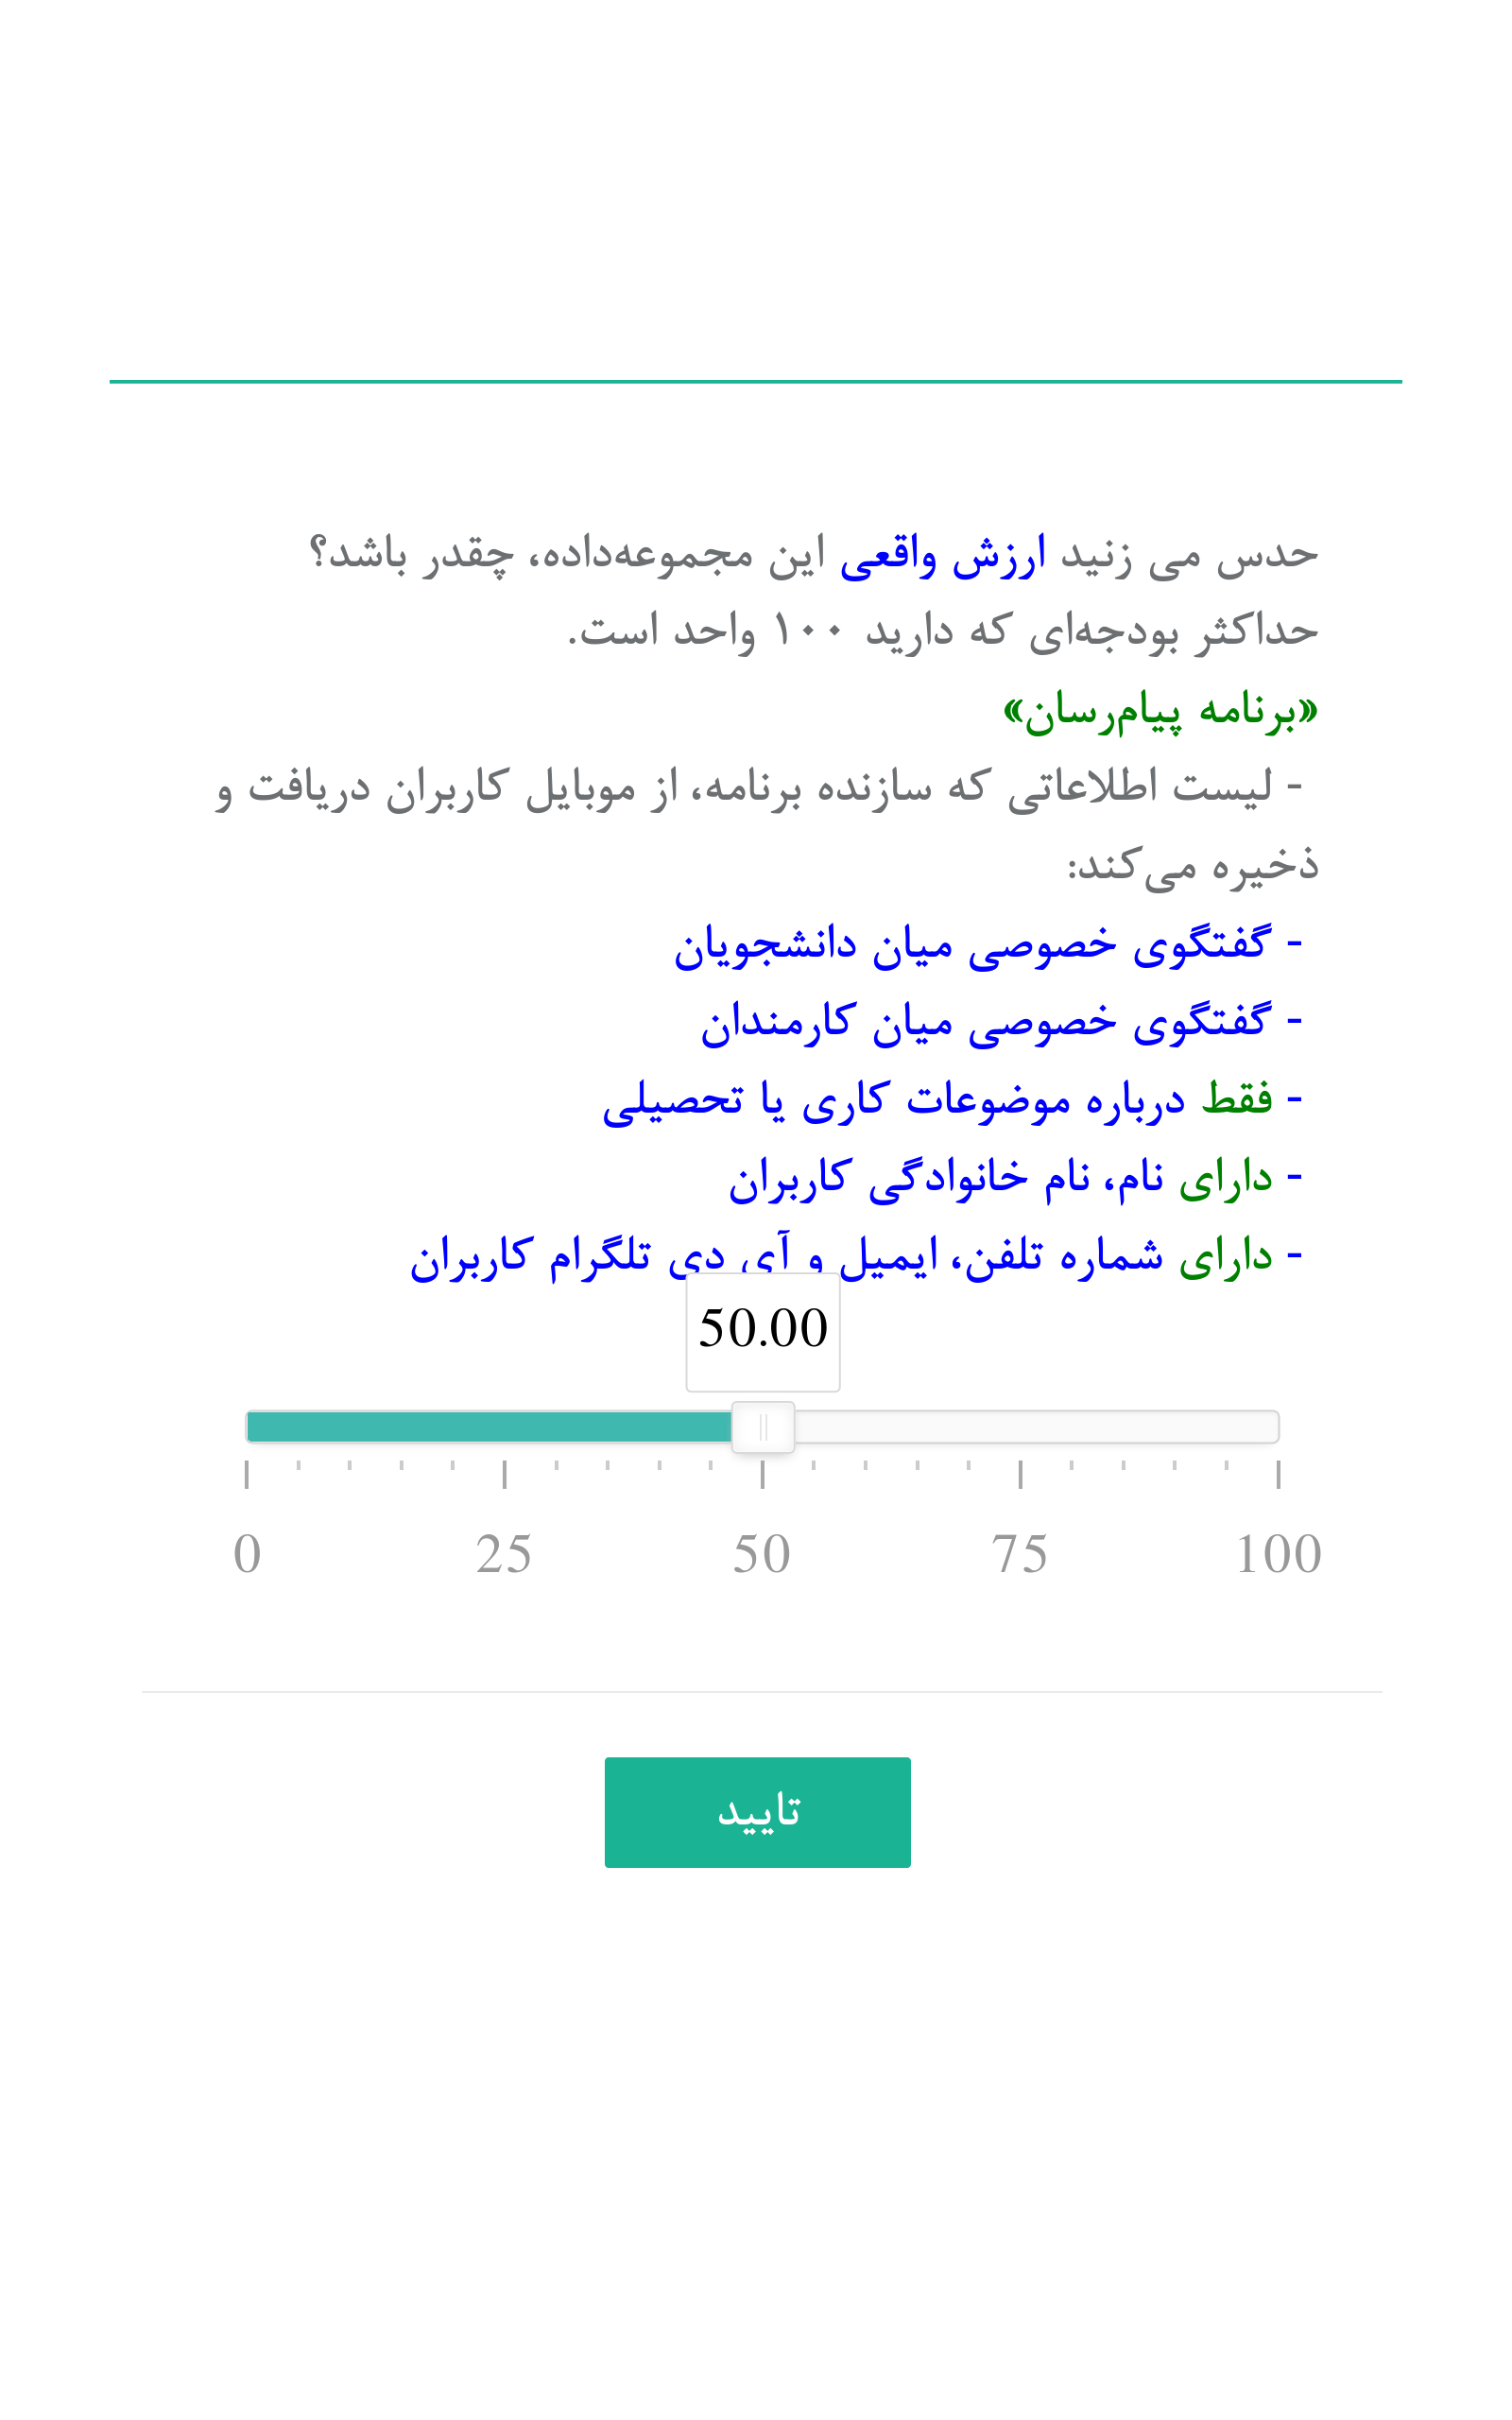 حدس می زنید ارزش واقعی این مجموعه‌داده، چقدر باشد؟
حداکثر بودجه‌ای که دارید ۱۰۰ واحد است.
«برنامه پیام‌رسان»
- لیست اطلاعاتی که سازنده برنامه، از موبایل کاربران دریافت و
ذخیره می‌کند:
- گفتگوی خصوصی میان دانشجویان
- گفتگوی خصوصی میان کارمندان
- فقط درباره موضوعات کاری یا تحصیلی
- دارای نام، نام خانوادگی کاربران
- دارای شماره تلفن، ایمیل و آی دی تلگرام کاربران
50.00
0 25 50 75 100
تایید